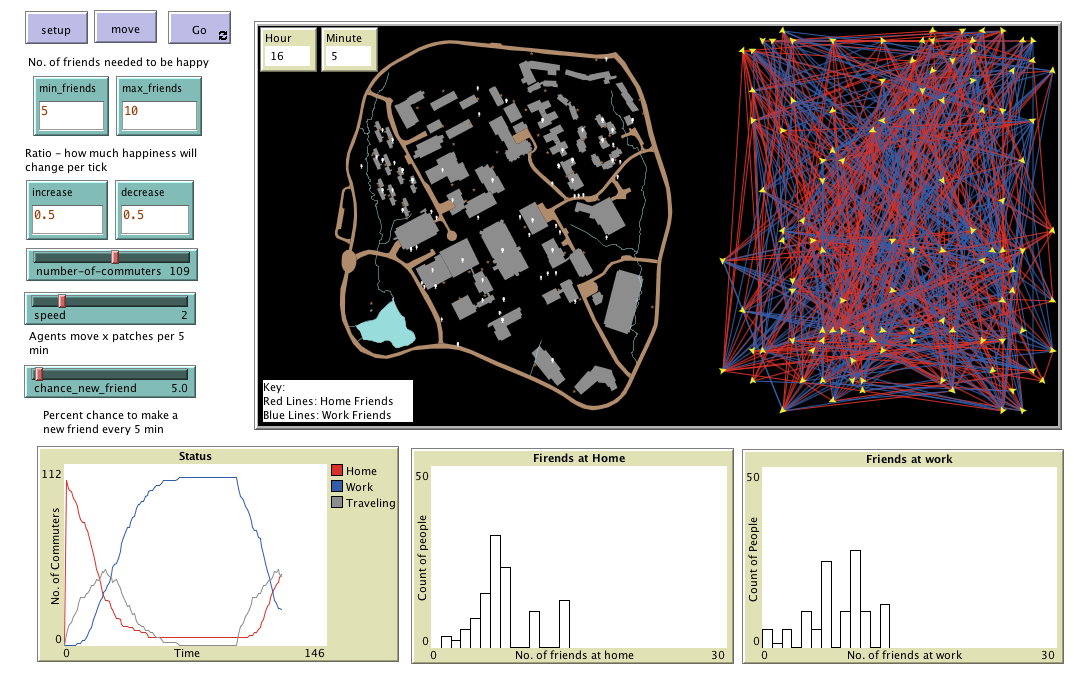 setup
move
Go
No. of friends needed to be happy
min_friends
5
max_friends
10
Ratio - how much happiness will
change per tick
increase
0.5
decrease
0.5
number-of-commuters 109
speed 2
Agents move x patches per 5
min
chance_new_friend 5.0
Percent chance to make a
new friend every 5 min
Hour
16
Minute
5
Key:
Red Lines: Home Friends
Blue Lines: Work Friends
Status
112
No. of Commuters
0
0
Time
146
Home
Work
Traveling
Firends at Home
50
Count of people
0
0
No. of friends at home
30
Friends at work
50
Count of People
0
0
No. of friends at work
30